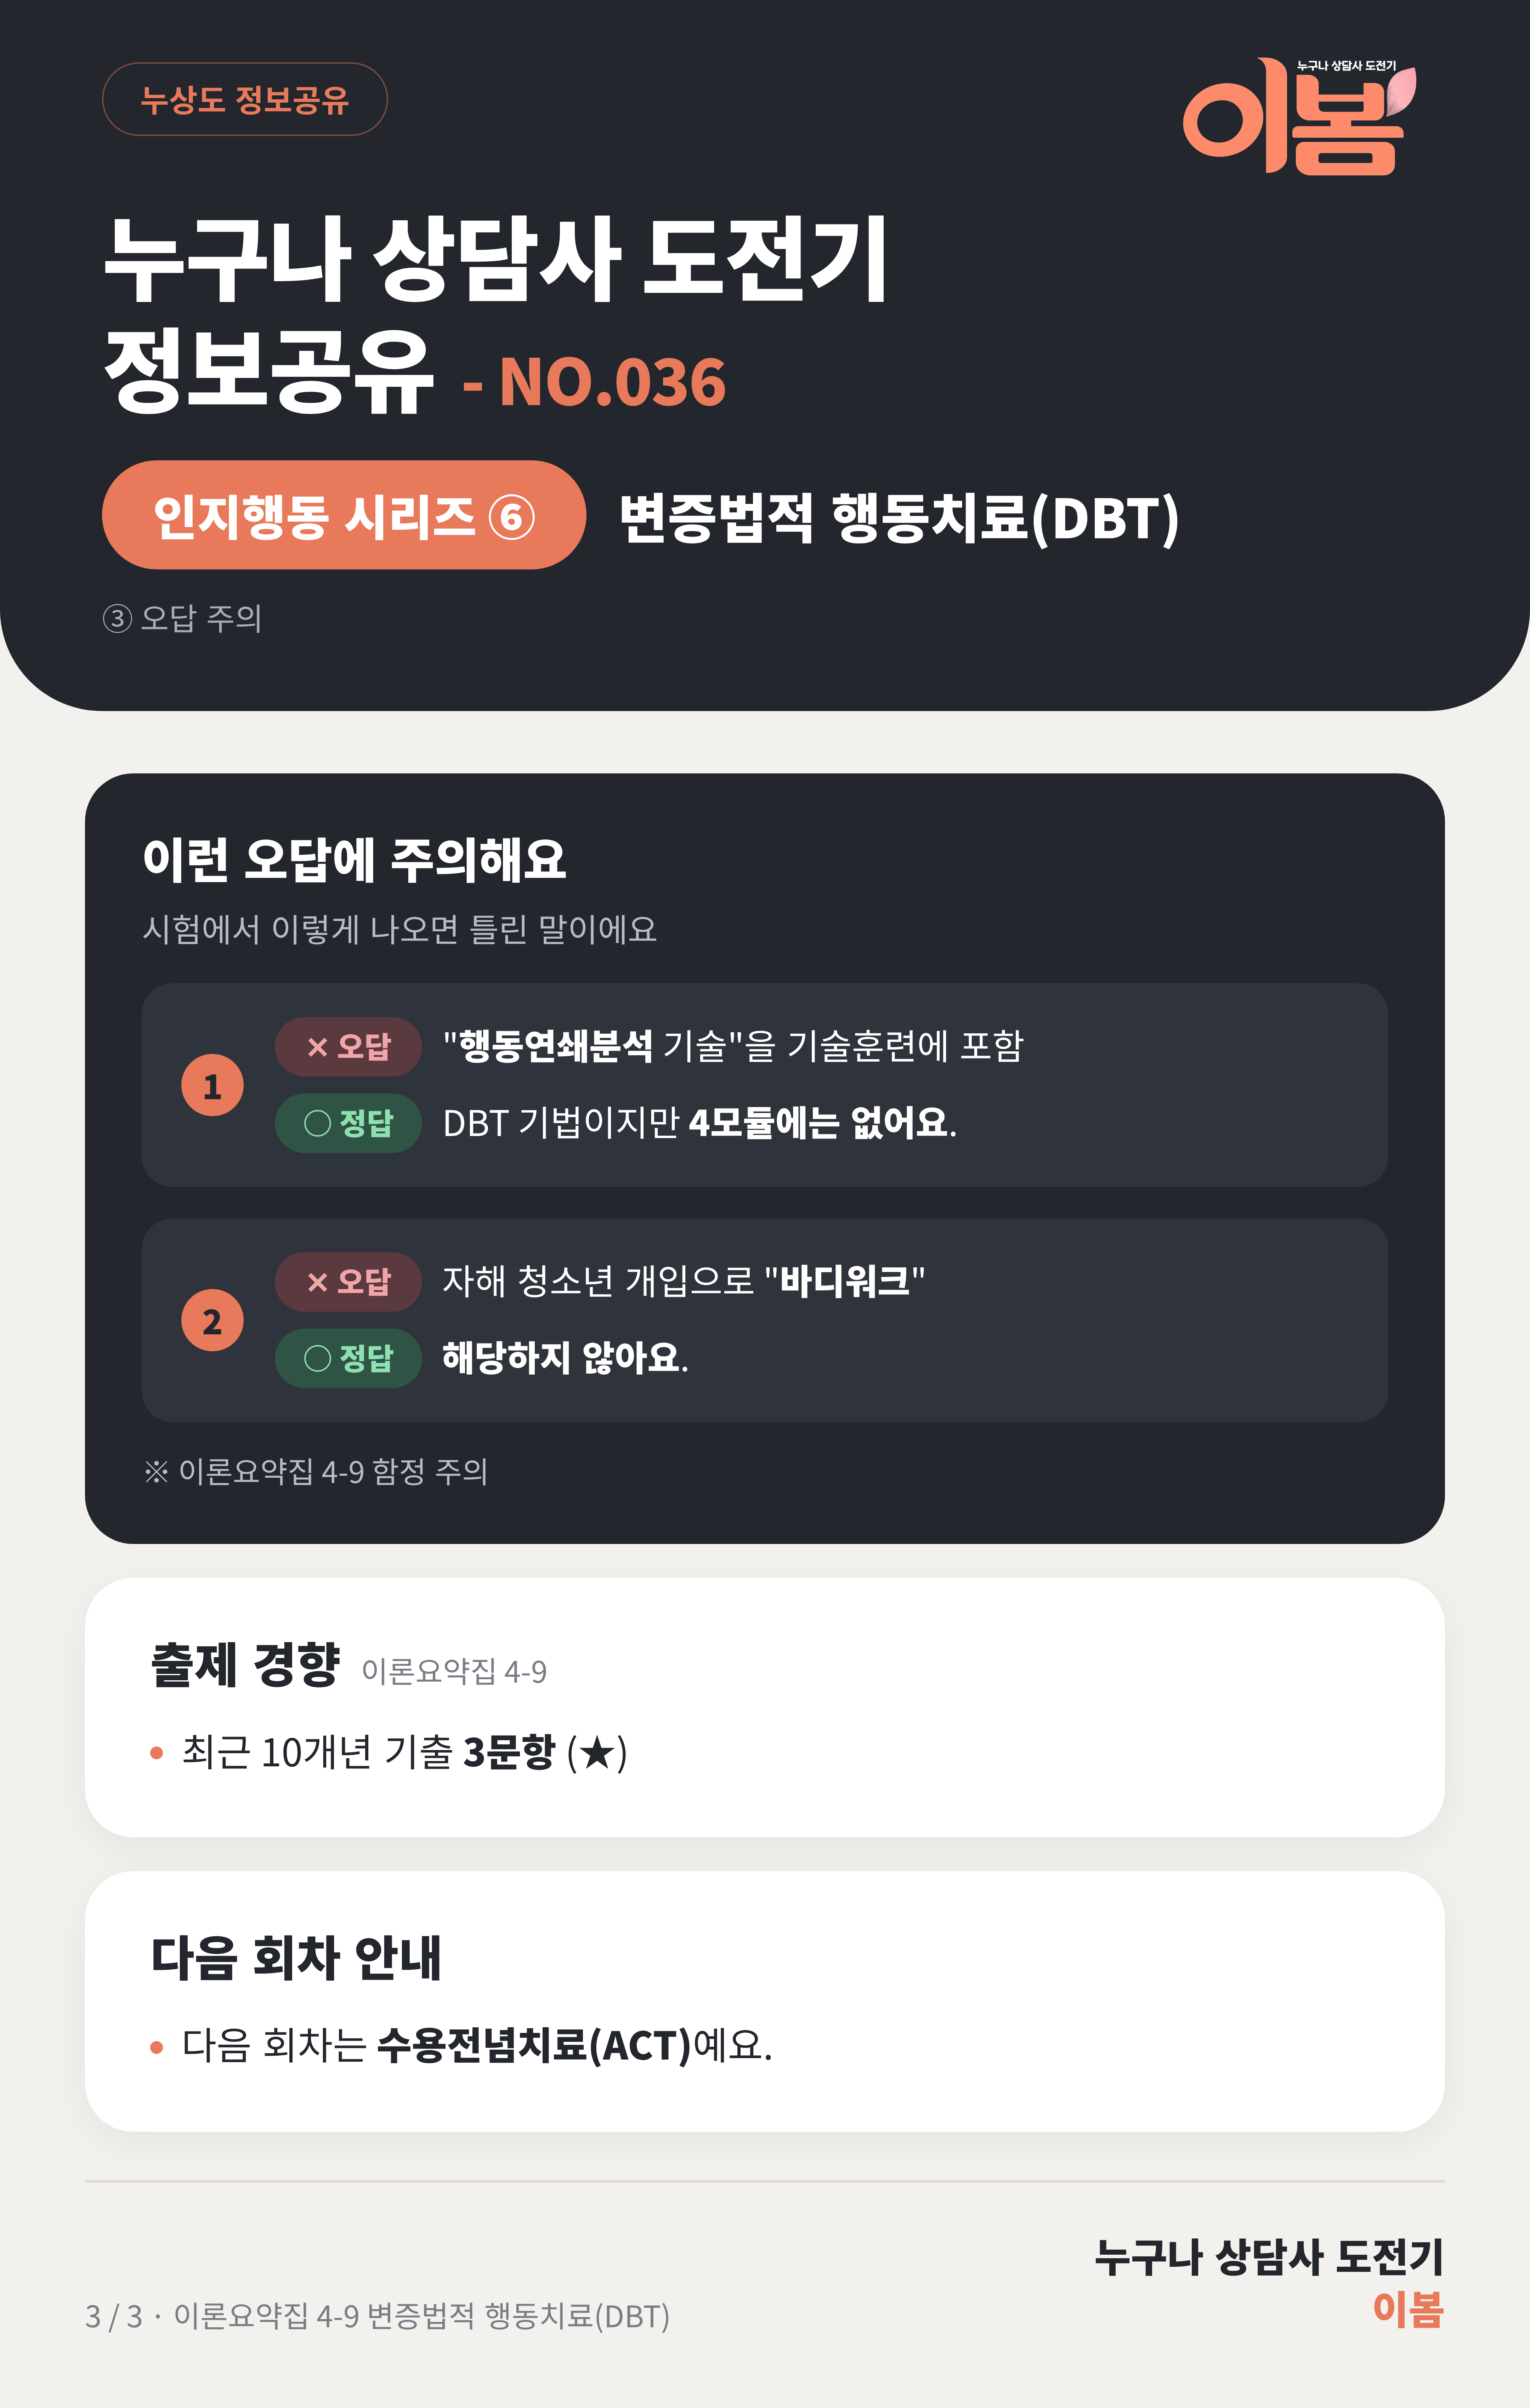 누상도 정보공유
누구나 상담사 도전기
이봄
누구나 상담사 도전기
정보공유 - NO.036
인지행동 시리즈 ⑥ 변증법적 행동치료(DBT)
③ 오답 주의
이런 오답에 주의해요
시험에서 이렇게 나오면 틀린 말이에요
1
✕ 오답 "행동연쇄분석 기술"을 기술훈련에 포함
○ 정답 DBT 기법이지만 4모듈에는 없어요.
2
✕ 오답 자해 청소년 개입으로 "바디워크"
○ 정답 해당하지 않아요.
※ 이론요약집 4-9 함정 주의
출제 경향 이론요약집 4-9
• 최근 10개년 기출 3문항 (★)
다음 회차 안내
• 다음 회차는 수용전념치료(ACT)예요.
누구나 상담사 도전기
3 / 3 · 이론요약집 4-9 변증법적 행동치료(DBT)
이봄